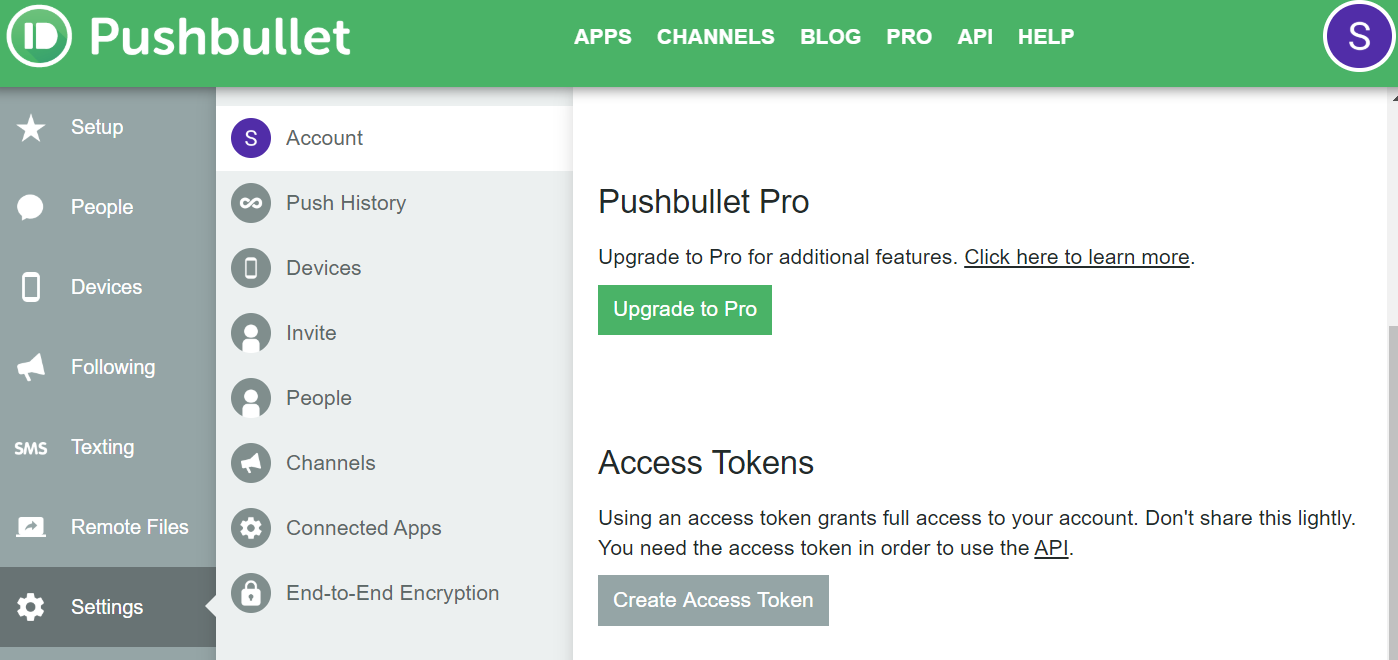 Pushbullet
APPS CHANNELS BLOG PRO API HELP
S
Setup
People
Devices
Following
SMS Texting
Remote Files
Settings
S Account
Push History
Devices
Invite
People
Channels
Connected Apps
End-to-End Encryption
Pushbullet Pro
Upgrade to Pro for additional features. Click here to learn more.
Upgrade to Pro
Access Tokens
Using an access token grants full access to your account. Don't share this lightly.
You need the access token in order to use the API.
Create Access Token